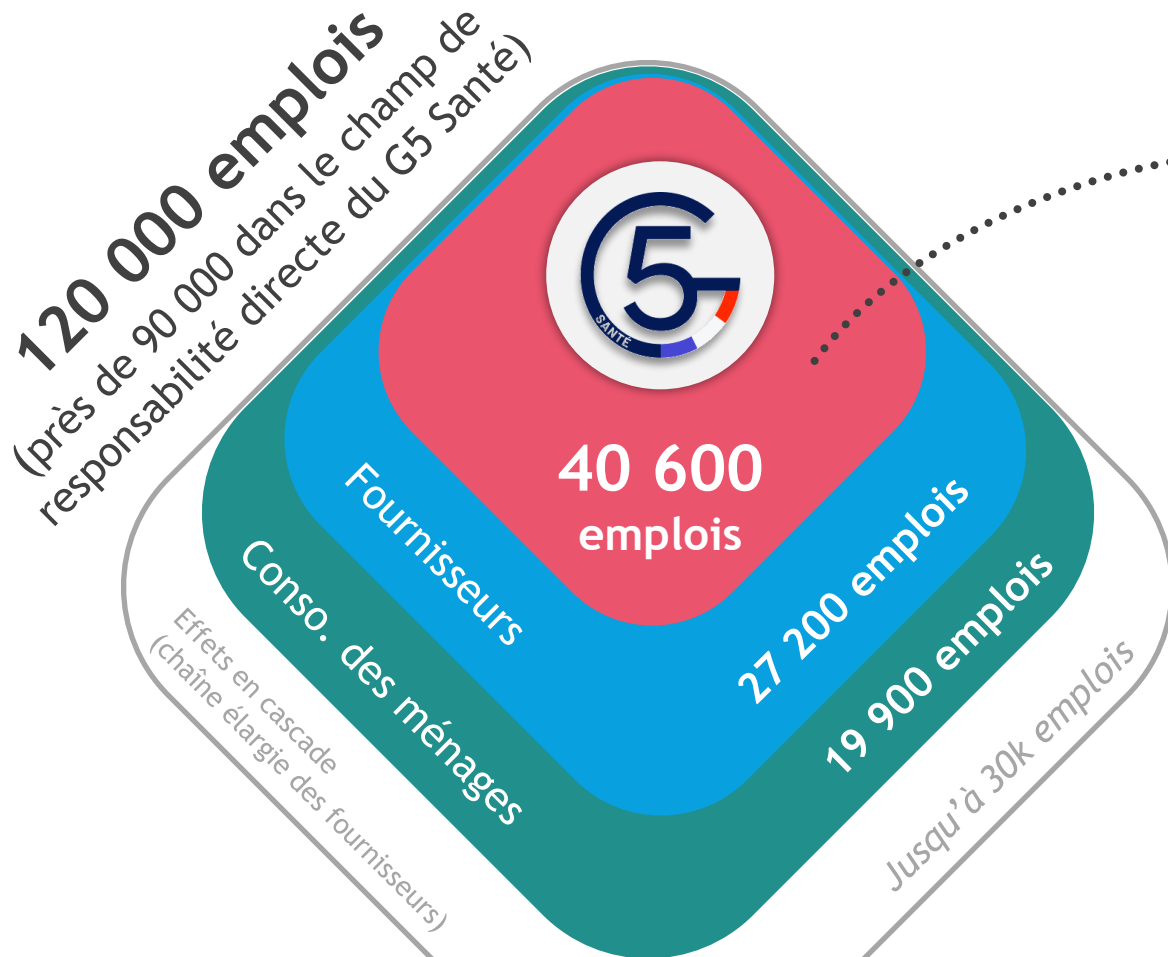 120 000 emplois
(près de 90 000 dans le champ de
responsabilité directe du G5 Santé)
G5
SANTÉ
40 600
emplois
Fournisseurs
27 200 emplois
Conso. des ménages
19 900 emplois
Effets en cascade
(chaîne élargie des fournisseurs)
Jusqu'à 30k emplois